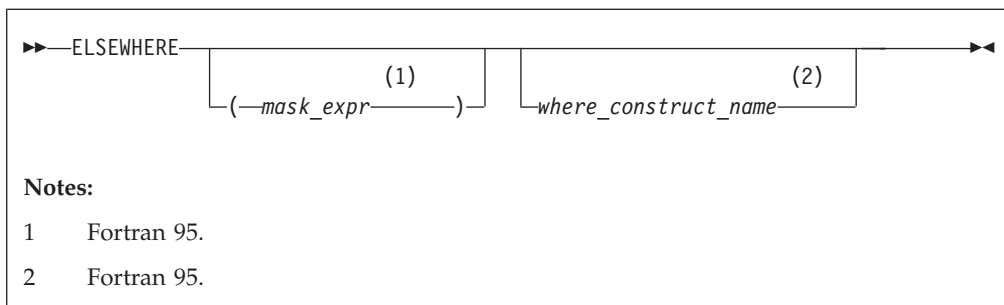 ELSEWHERE
(1) (2)
( mask_expr ) where_construct_name
Notes:
1 Fortran 95.
2 Fortran 95.